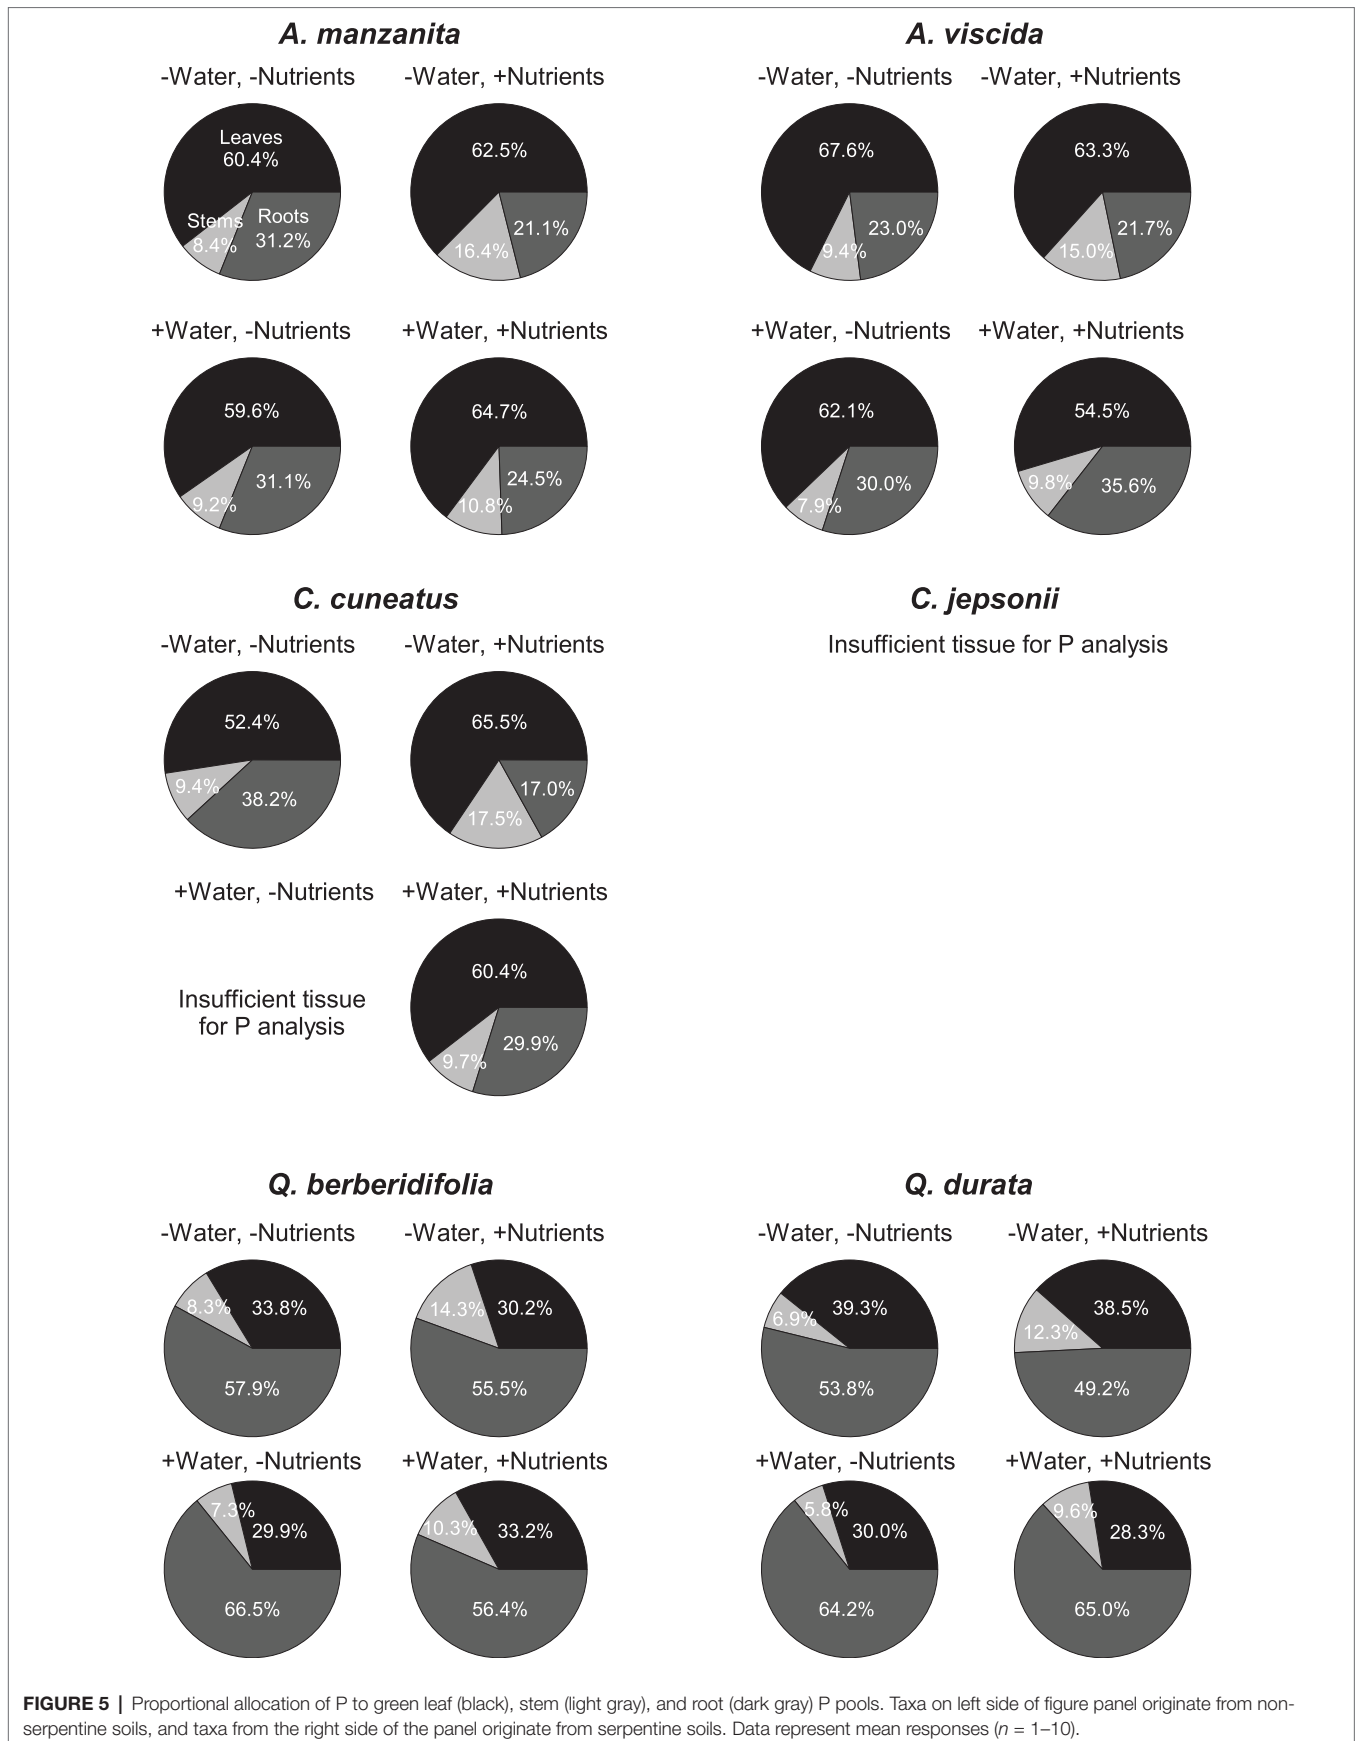 A. manzanita
A. viscida
-Water, -Nutrients
-Water, +Nutrients
-Water, -Nutrients
-Water, +Nutrients
Leaves
60.4%
Stems
8.4%
Roots
31.2%
62.5%
16.4%
21.1%
67.6%
9.4%
23.0%
63.3%
15.0%
21.7%
+Water, -Nutrients
+Water, +Nutrients
+Water, -Nutrients
+Water, +Nutrients
59.6%
9.2%
31.1%
64.7%
10.8%
24.5%
62.1%
7.9%
30.0%
54.5%
9.8%
35.6%
C. cuneatus
C. jepsonii
-Water, -Nutrients
-Water, +Nutrients
Insufficient tissue for P analysis
52.4%
9.4%
38.2%
65.5%
17.5%
17.0%
+Water, -Nutrients
+Water, +Nutrients
Insufficient tissue
for P analysis
60.4%
9.7%
29.9%
Q. berberidifolia
Q. durata
-Water, -Nutrients
-Water, +Nutrients
-Water, -Nutrients
-Water, +Nutrients
8.3%
33.8%
57.9%
14.3%
30.2%
55.5%
6.9%
39.3%
53.8%
12.3%
38.5%
49.2%
+Water, -Nutrients
+Water, +Nutrients
+Water, -Nutrients
+Water, +Nutrients
7.3%
29.9%
66.5%
10.3%
33.2%
56.4%
5.8%
30.0%
64.2%
9.6%
28.3%
65.0%
FIGURE 5 | Proportional allocation of P to green leaf (black), stem (light gray), and root (dark gray) P pools. Taxa on left side of figure panel originate from non-
serpentine soils, and taxa from the right side of the panel originate from serpentine soils. Data represent mean responses (n = 1–10).